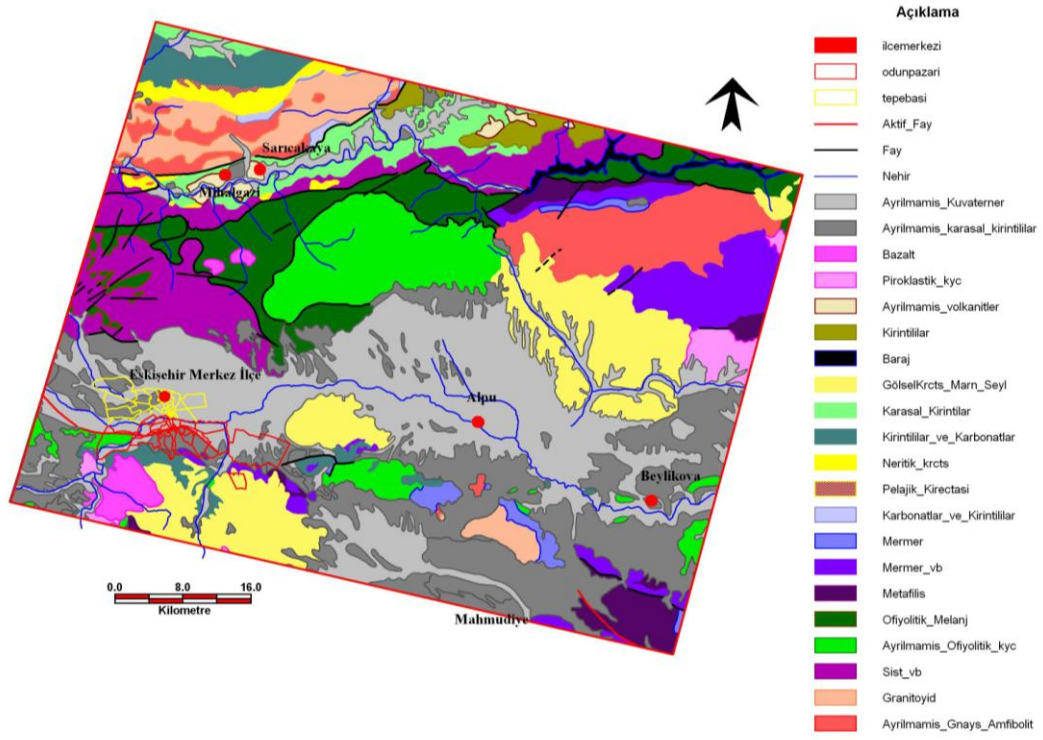 Açıklama
ilcemerkezi
odunpazari
tepebasi
Aktif_Fay
Fay
Nehir
Ayrilmamis_Kuvaterner
Ayrilmamis_karasal_kirintililar
Bazalt
Piroklastik_kyc
Ayrilmamis_volkanitler
Kirintililar
Baraj
GölselKrcts_Marn_Seyl
Karasal_Kirintilar
Kirintililar_ve_Karbonatlar
Neritik_krcts
Pelajik_Kirectasi
Karbonatlar_ve_Kirintililar
Mermer
Mermer_vb
Metafilis
Ofiyolitik_Melanj
Ayrilmamis_Ofiyolitik_kyc
Sist_vb
Granitoyid
Ayrilmamis_Gnays_Amfibolit
Sarıcakaya
Mihalgazi
Eskişehir Merkez İlçe
Alpu
Beylikova
Mahmudiye
0.0 8.0 16.0
Kilometre